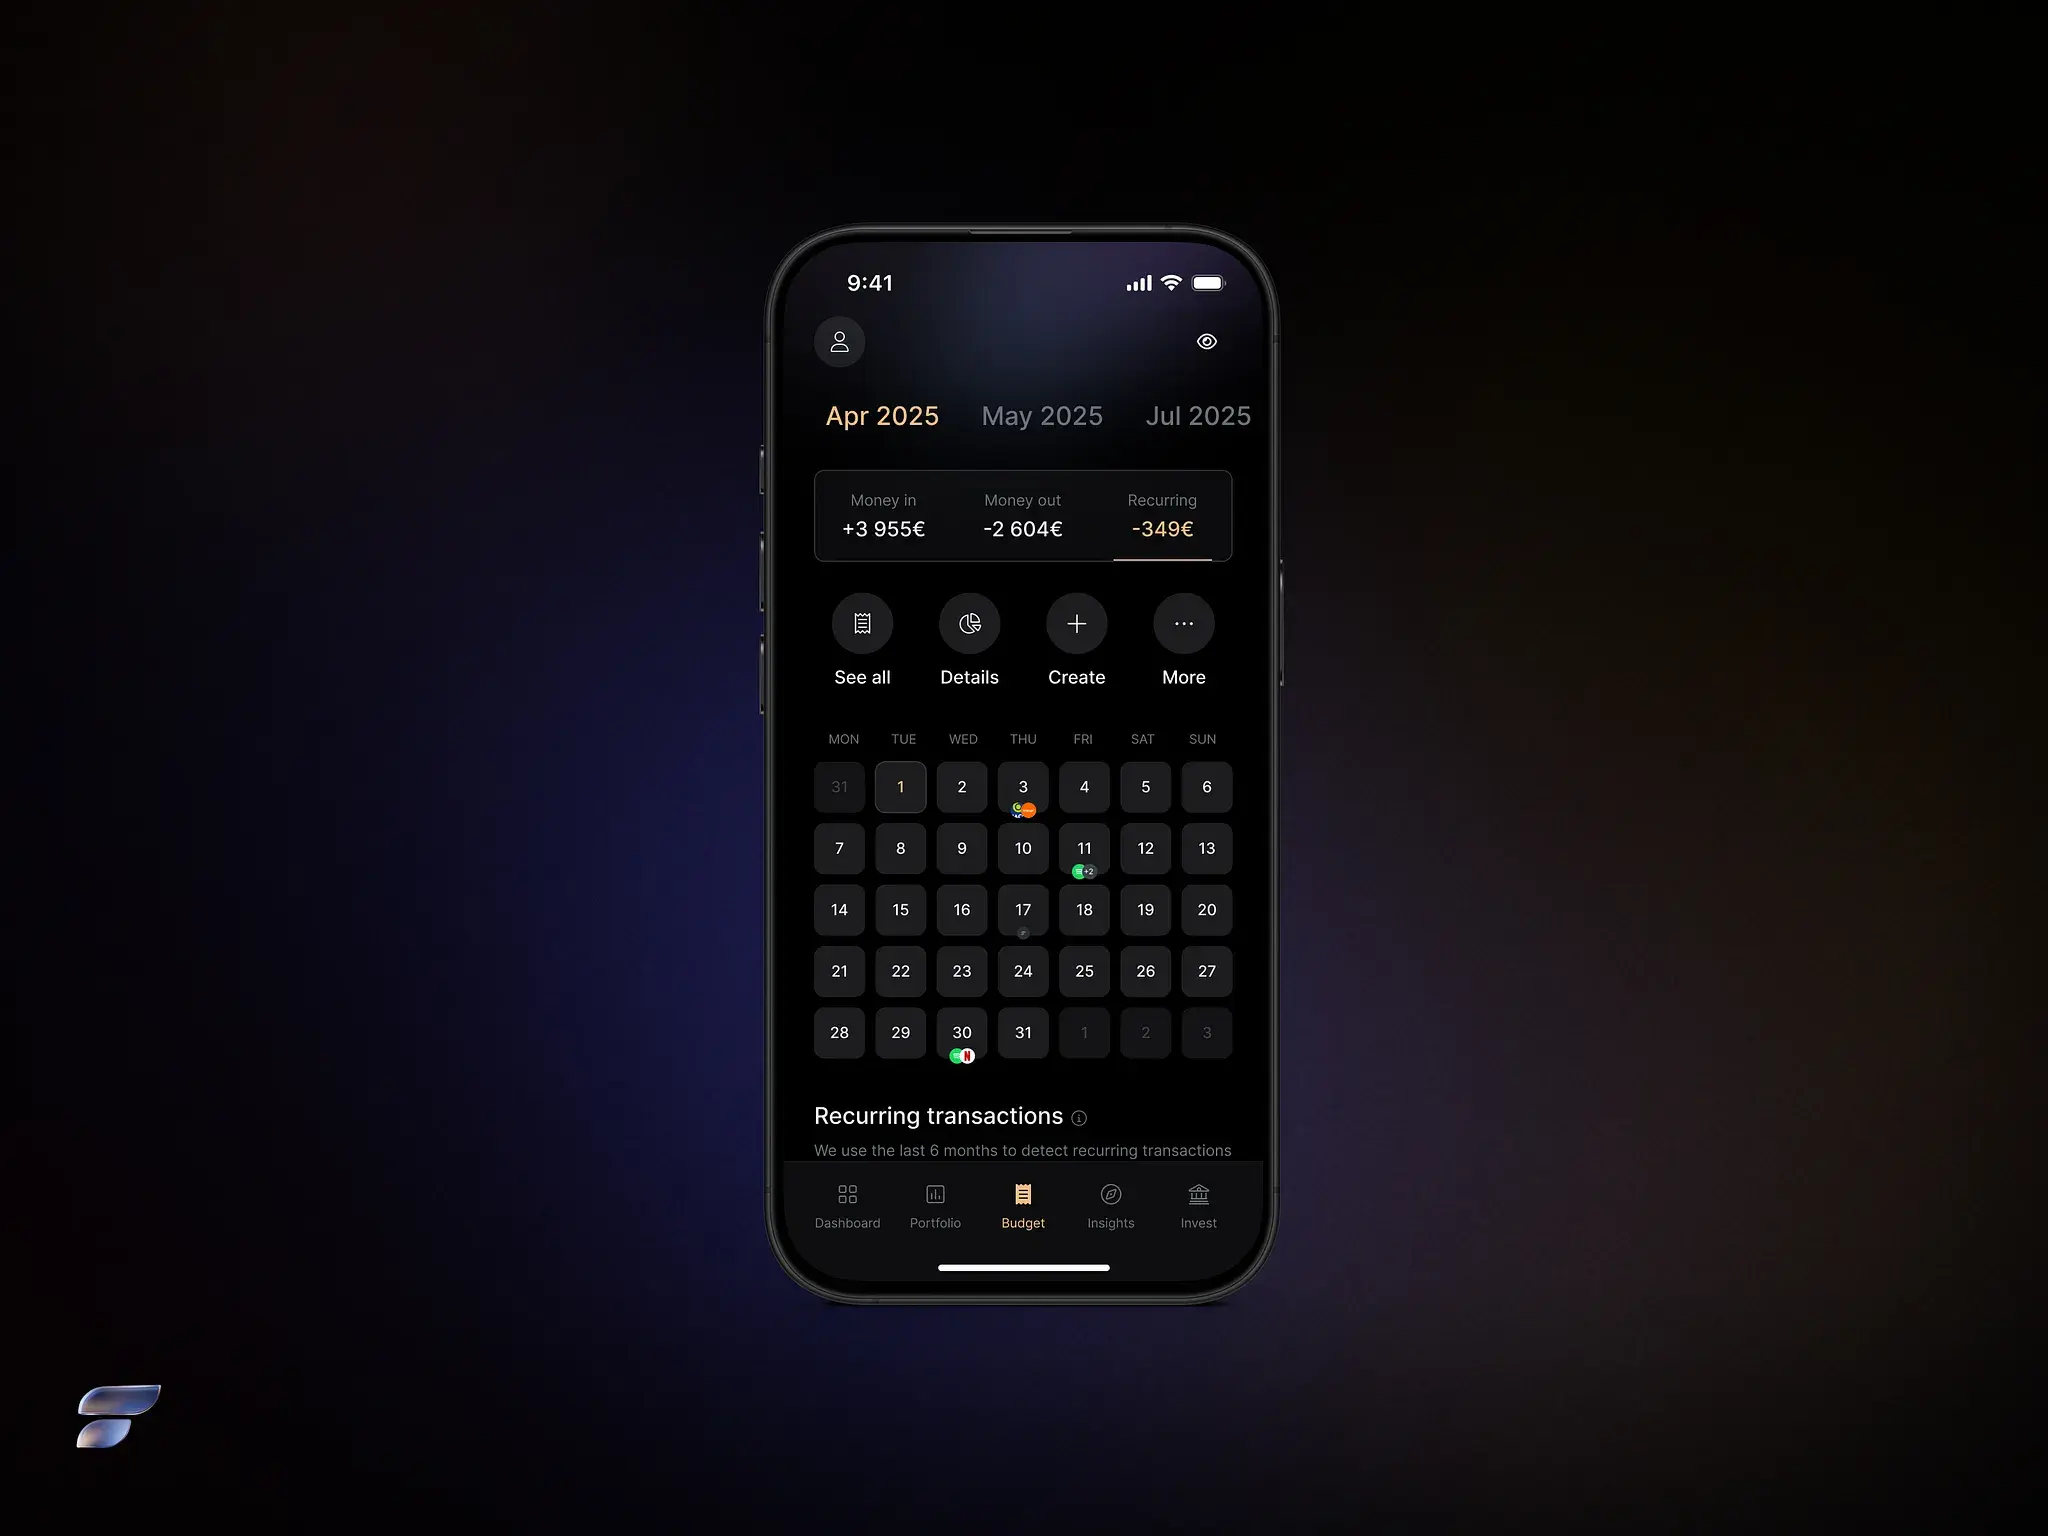 9:41
Apr 2025 May 2025 Jul 2025
Money in Money out Recurring
+3 955€ -2 604€ -349€
See all Details Create More
MON TUE WED THU FRI SAT SUN
31 1 2 3 4 5 6
7 8 9 10 11 12 13
+2
14 15 16 17 18 19 20
21 22 23 24 25 26 27
28 29 30 31 1 2 3
N
Recurring transactions
We use the last 6 months to detect recurring transactions
Dashboard Portfolio Budget Insights Invest